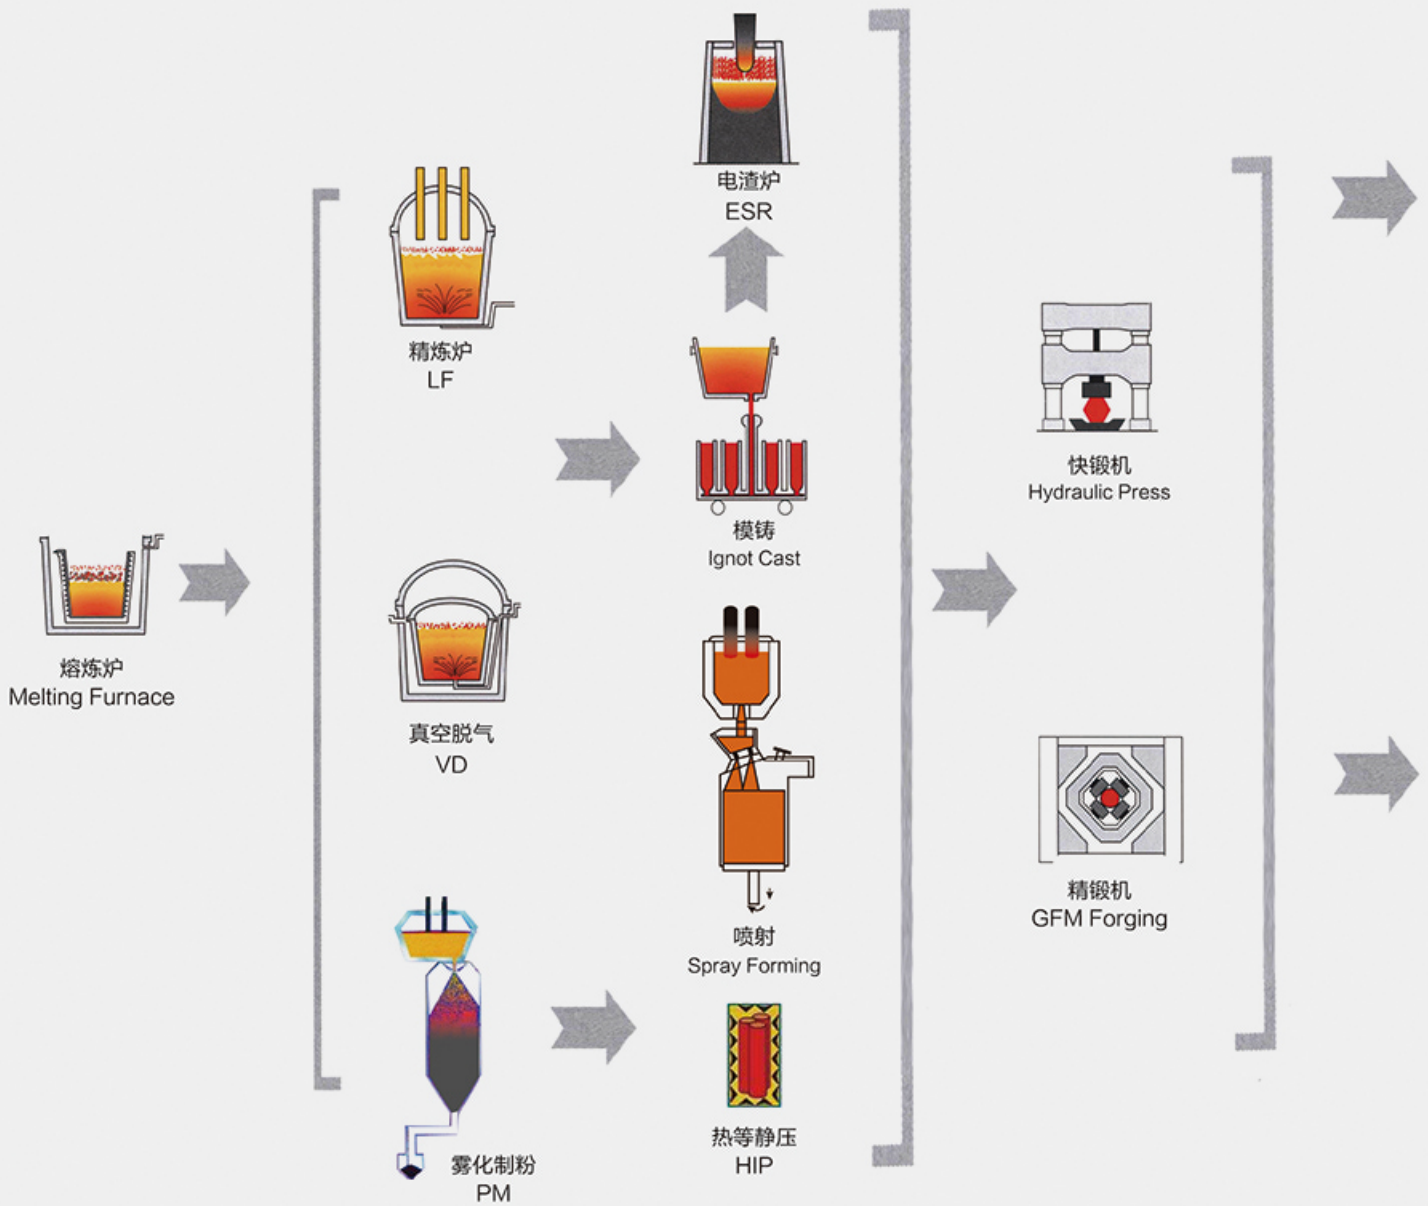 熔炼炉
Melting Furnace
精炼炉
LF
真空脱气
VD
雾化制粉
PM
电渣炉
ESR
模铸
Ignot Cast
喷射
Spray Forming
热等静压
HIP
快锻机
Hydraulic Press
精锻机
GFM Forging